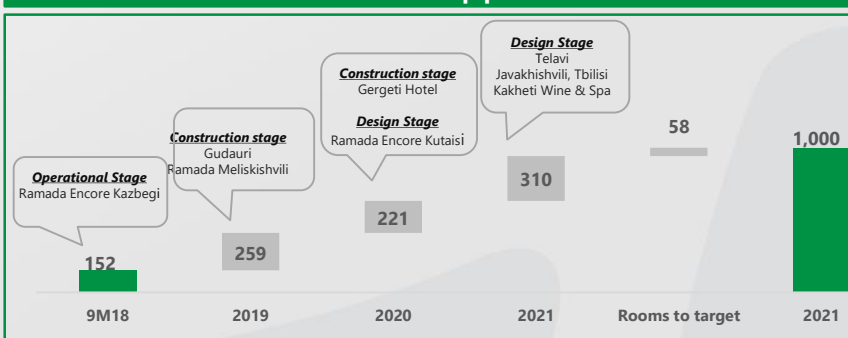 Operational Stage
Ramada Encore Kazbegi
Construction stage
Gudauri
Ramada Meliskishvili
Construction stage
Gergeti Hotel
Design Stage
Ramada Encore Kutaisi
Design Stage
Telavi
Javakhishvili, Tbilisi
Kakheti Wine & Spa
152
259
221
310
58
1,000
9M18
2019
2020
2021
Rooms to target
2021